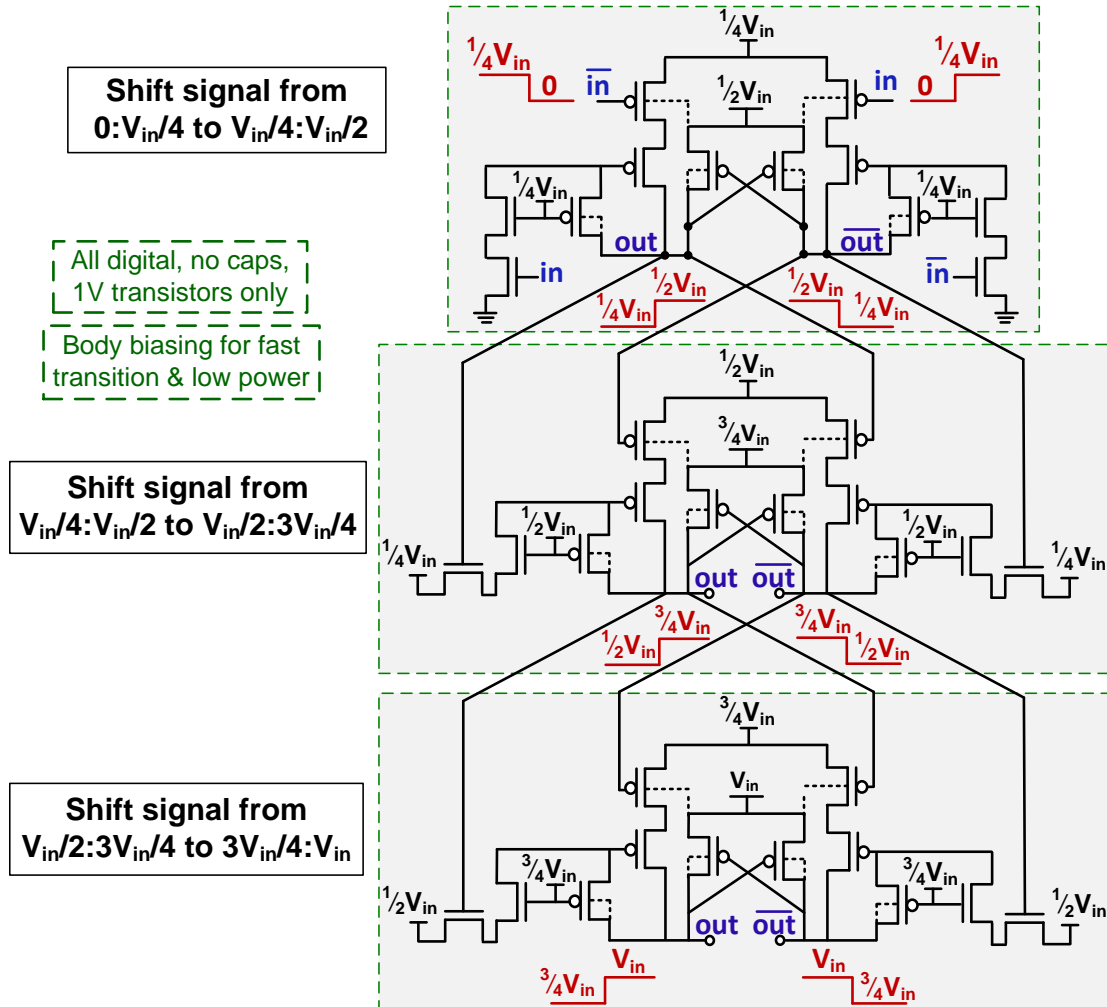 ¼Vin
¼Vin
0
in
½Vin
in
0
¼Vin
Shift signal from
0:Vin/4 to Vin/4:Vin/2
¼Vin
out
out
¼Vin
in
in
¼Vin
½Vin
½Vin
¼Vin
All digital, no caps,
1V transistors only
Body biasing for fast
transition & low power
½Vin
¾Vin
Shift signal from
Vin/4:Vin/2 to Vin/2:3Vin/4
¼Vin
½Vin
½Vin
¼Vin
out
out
½Vin
¾Vin
¾Vin
½Vin
¾Vin
Vin
Shift signal from
Vin/2:3Vin/4 to 3Vin/4:Vin
½Vin
¾Vin
¾Vin
½Vin
out
out
¾Vin
Vin
Vin
¾Vin